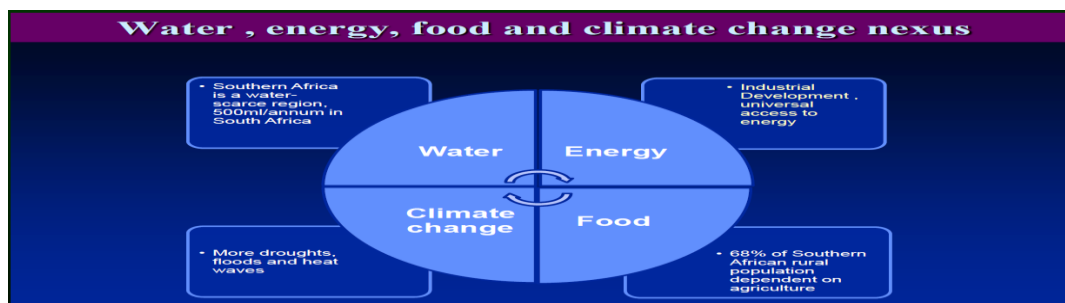 Water , energy, food and climate change nexus
• Southern Africa
is a water-
scarce region,
500ml/annum in
South Africa
• Industrial
Development ,
universal
access to
energy
Water
Energy
Climate
change
Food
• More droughts,
floods and heat
waves
• 68% of Southern
African rural
population
dependent on
agriculture